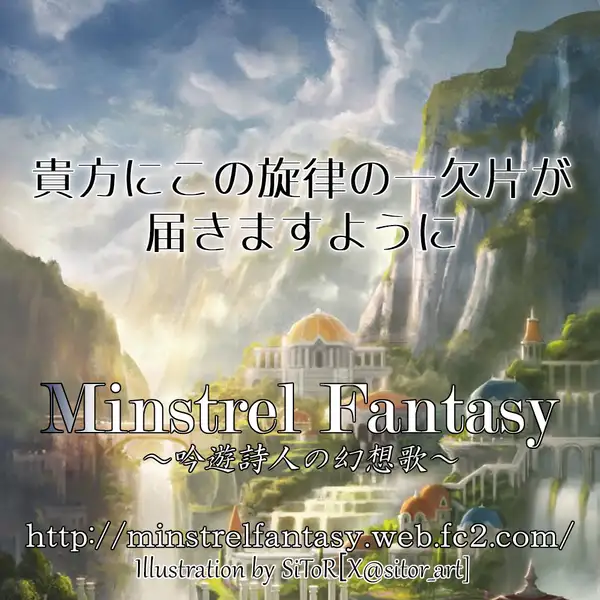 貴方にこの旋律の一欠片が
届きますように
Minstrel Fantasy
～吟遊詩人の幻想歌～
http://minstrelfantasy.web.fc2.com/
Illustration by SiToR[X@sitor_art]